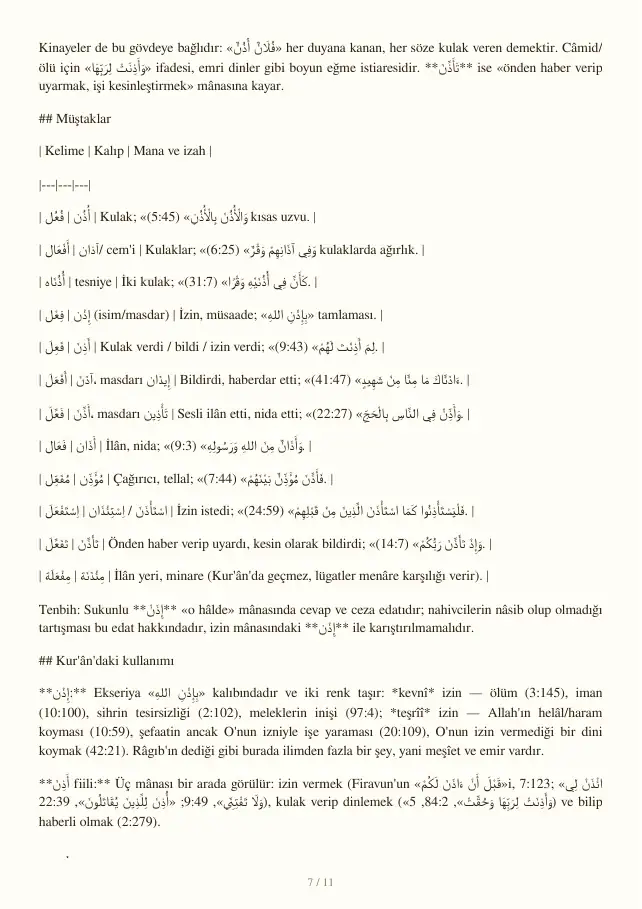 Kinayeler de bu gövdeye bağlıdır: «فُلَانٌ أُذُنٌ» her duyana kanan, her söze kulak veren demektir. Câmid/
ölü için «وَأَذِنَتْ لِرَبِّهَا» ifadesi, emri dinler gibi boyun eğme istiaresidir. **تَأَذَّنَ** ise «önden haber verip
uyarmak, işi kesinleştirmek» mânasına kayar.
## Müştaklar
| Kelime | Kalıp | Mana ve izah |
|---|---|---|
| أُذُن | فُعُل | Kulak; «وَالْأُذُنَ بِالْأُذُنِ» (5:45) kısas uzvu. |
| آذان | أَفْعَال/ cem'i | Kulaklar; «وَفِي آذَانِهِمْ وَقْرٌ» (6:25) kulaklarda ağırlık. |
| أُذُنَاه | tesniye | İki kulak; «كَأَنَّ فِي أُذُنَيْهِ وَقْرًا» (31:7). |
| إِذْن | فِعْل (isim/masdar) | İzin, müsaade; «بِإِذْنِ اللهِ» tamlaması. |
| أَذِنَ | فَعِلَ | Kulak verdi / bildi / izin verdi; «لِمَ أَذِنْتَ لَهُمْ» (9:43). |
| آذَنَ | أَفْعَلَ، masdarı إِيذان | Bildirdi, haberdar etti; «ءَاذَنَّاكَ مَا مِنَّا مِنْ شَهِيدٍ» (41:47). |
| أَذَّنَ | فَعَّلَ، masdarı تَأْذِين | Sesli ilân etti, nida etti; «وَأَذِّنْ فِي النَّاسِ بِالْحَجِّ» (22:27). |
| أَذَان | فَعَال | İlân, nida; «وَأَذَانٌ مِنَ اللهِ وَرَسُولِهِ» (9:3). |
| مُؤَذِّن | مُفَعِّل | Çağırıcı, tellal; «فَأَذَّنَ مُؤَذِّنٌ بَيْنَهُمْ» (7:44). |
| اسْتَأْذَنَ / اِسْتِئْذَان | اِسْتَفْعَلَ | İzin istedi; «فَلْيَسْتَأْذِنُوا كَمَا اسْتَأْذَنَ الَّذِينَ مِنْ قَبْلِهِمْ» (24:59). |
| تَأَذَّنَ | تَفَعَّلَ | Önden haber verip uyardı, kesin olarak bildirdi; «وَإِذْ تَأَذَّنَ رَبُّكُمْ» (14:7). |
| مِئْذَنَة | مِفْعَلَة | İlân yeri, minare (Kur'ân'da geçmez, lügatler menâre karşılığı verir). |
Tenbih: Sukunlu **إِذَنْ** «o hâlde» mânasında cevap ve ceza edatıdır; nahivcilerin nâsib olup olmadığı
tartışması bu edat hakkındadır, izin mânasındaki **إِذْن** ile karıştırılmamalıdır.
## Kur'ân'daki kullanımı
**إِذْن:** Ekseriya «بِإِذْنِ اللهِ» kalıbındadır ve iki renk taşır: *kevnî* izin — ölüm (3:145), iman
(10:100), sihrin tesirsizliği (2:102), meleklerin inişi (97:4); *teşrîî* izin — Allah'ın helâl/haram
koyması (10:59), şefaatin ancak O'nun izniyle işe yaraması (20:109), O'nun izin vermediği bir dini
koymak (42:21). Râgıb'ın dediği gibi burada ilimden fazla bir şey, yani meşîet ve emir vardır.
**أَذِنَ fiili:** Üç mânası bir arada görülür: izin vermek (Firavun'un «قَبْلَ أَنْ ءَاذَنَ لَكُمْ»i, 7:123; «ائْذَنْ لِي
وَلَا تَفْتِنِّي», 9:49; «أُذِنَ لِلَّذِينَ يُقَاتَلُونَ», 22:39), kulak verip dinlemek («وَأَذِنَتْ لِرَبِّهَا وَحُقَّتْ», 84:2, 5) ve bilip
haberli olmak (2:279).
.
7 / 11